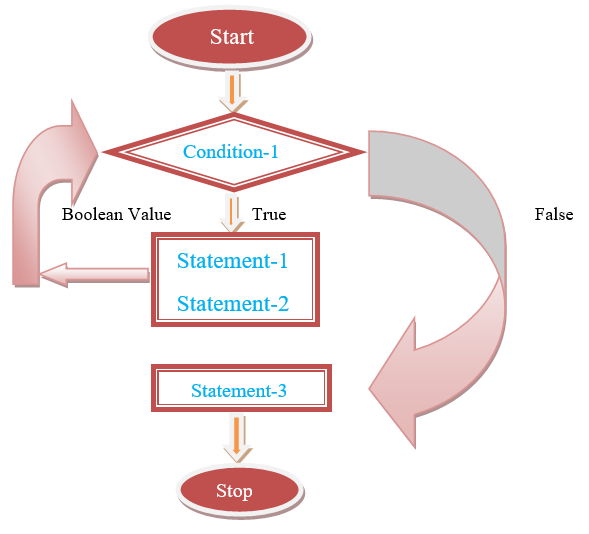 Start
Condition-1
Boolean Value
True
False
Statement-1
Statement-2
Statement-3
Stop